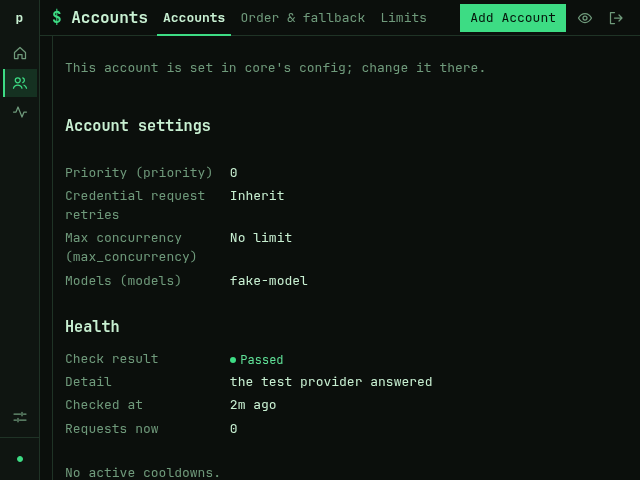 p
$ Accounts Accounts Order & fallback Limits Add Account
This account is set in core's config; change it there.
Account settings
Priority (priority) 0
Credential request retries Inherit
Max concurrency (max_concurrency) No limit
Models (models) fake-model
Health
Check result Passed
Detail the test provider answered
Checked at 2m ago
Requests now 0
No active cooldowns.